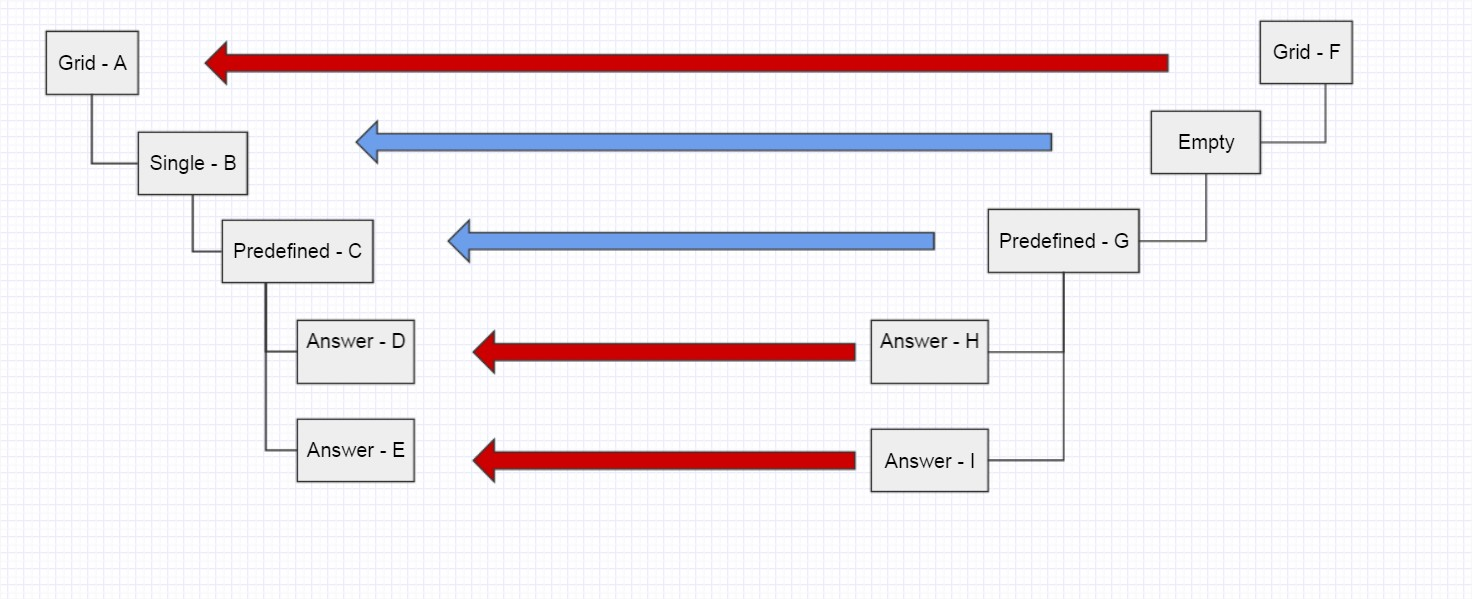 Grid - A
Grid - F
Single - B
Empty
Predefined - C
Predefined - G
Answer - D
Answer - H
Answer - E
Answer - I